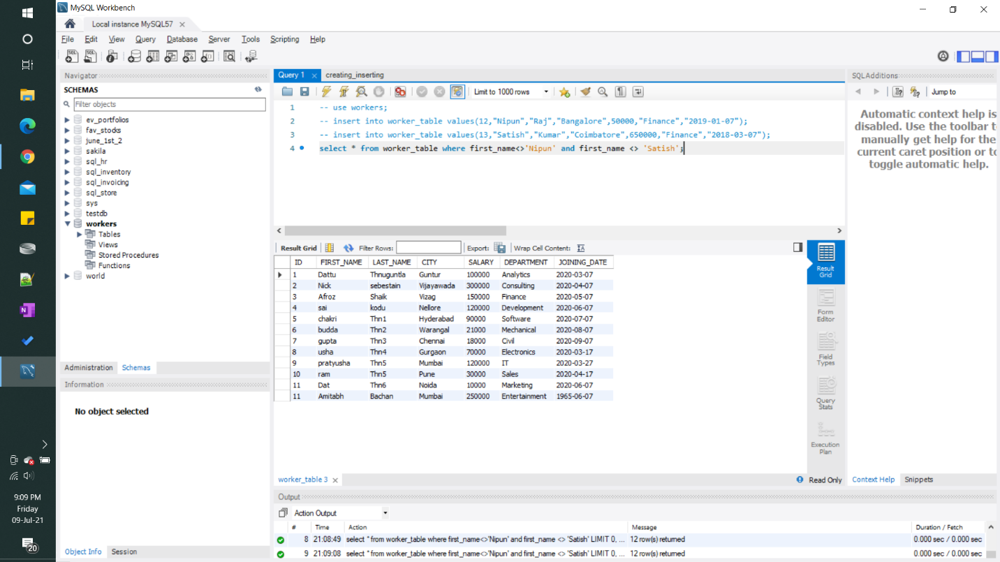 MySQL Workbench
Local instance MySQL57
File Edit View Query Database Server Tools Scripting Help
Navigator
SCHEMAS
Filter objects
ev_portfolios
fav_stocks
june_1st_2
sakila
sql_hr
sql_inventory
sql_invoicing
sql_store
sys
testdb
workers
Tables
Views
Stored Procedures
Functions
world
Administration Schemas
Information
No object selected
Object Info Session
Query 1 creating_inserting
Limit to 1000 rows
1 -- use workers;
2 -- insert into worker_table values(12,"Nipun","Raj","Bangalore",50000,"Finance","2019-01-07");
3 -- insert into worker_table values(13,"Satish","Kumar","Coimbatore",650000,"Finance","2018-03-07");
4 select * from worker_table where first_name<>'Nipun' and first_name <> 'Satish';
Result Grid Filter Rows: Export: Wrap Cell Content:
ID FIRST_NAME LAST_NAME CITY SALARY DEPARTMENT JOINING_DATE
1 Dattu Thnuguntla Guntur 100000 Analytics 2020-03-07
2 Nick sebestain Vijayawada 300000 Consulting 2020-04-07
3 Afroz Shaik Vizag 150000 Finance 2020-05-07
4 sai kodu Nellore 120000 Development 2020-06-07
5 chakri Thn1 Hyderabad 90000 Software 2020-07-07
6 budda Thn2 Warangal 21000 Mechanical 2020-08-07
7 gupta Thn3 Chennai 18000 Civil 2020-09-07
8 usha Thn4 Gurgaon 70000 Electronics 2020-03-17
9 pratyusha Thn5 Mumbai 120000 IT 2020-03-27
10 ram Thn5 Pune 30000 Sales 2020-04-17
11 Dat Thn6 Noida 10000 Marketing 2020-06-07
11 Amitabh Bachan Mumbai 250000 Entertainment 1965-06-07
Result
Grid
Form
Editor
Field
Types
Query
Stats
Execution
Plan
worker_table 3
Read Only
SQLAdditions
Jump to
Automatic context help is
disabled. Use the toolbar t
manually get help for the
current caret position or to
toggle automatic help.
Context Help Snippets
Output
Action Output
# Time Action Message Duration / Fetch
8 21:08:49 select * from worker_table where first_name<>'Nipun' and first_name <> 'Satish' LIMIT 0, ... 12 row(s) returned 0.000 sec / 0.000 sec
9 21:09:08 select * from worker_table where first_name<>'Nipun' and first_name <> 'Satish' LIMIT 0, ... 12 row(s) returned 0.000 sec / 0.000 sec
9:09 PM
Friday
09-Jul-21
20